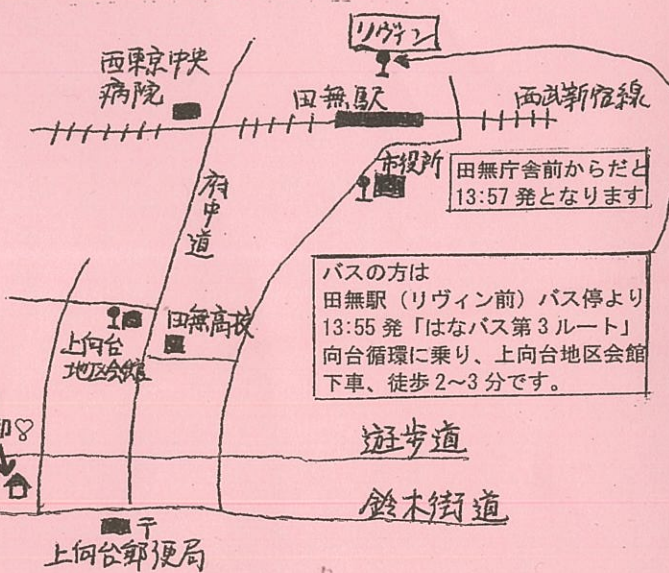 リヴィン
西東京中央
病院
田無駅
西武新宿線
市役所
田無庁舎前からだと
13:57 発となります
府中道
バスの方は
田無駅（リヴィン前）バス停より
13:55 発「はなバス第 3 ルート」
向台循環に乗り、上向台地区会館
下車、徒歩 2～3 分です。
田無高校
上向台
地区会館
遊歩道
鈴木街道
〒
上向台郵便局